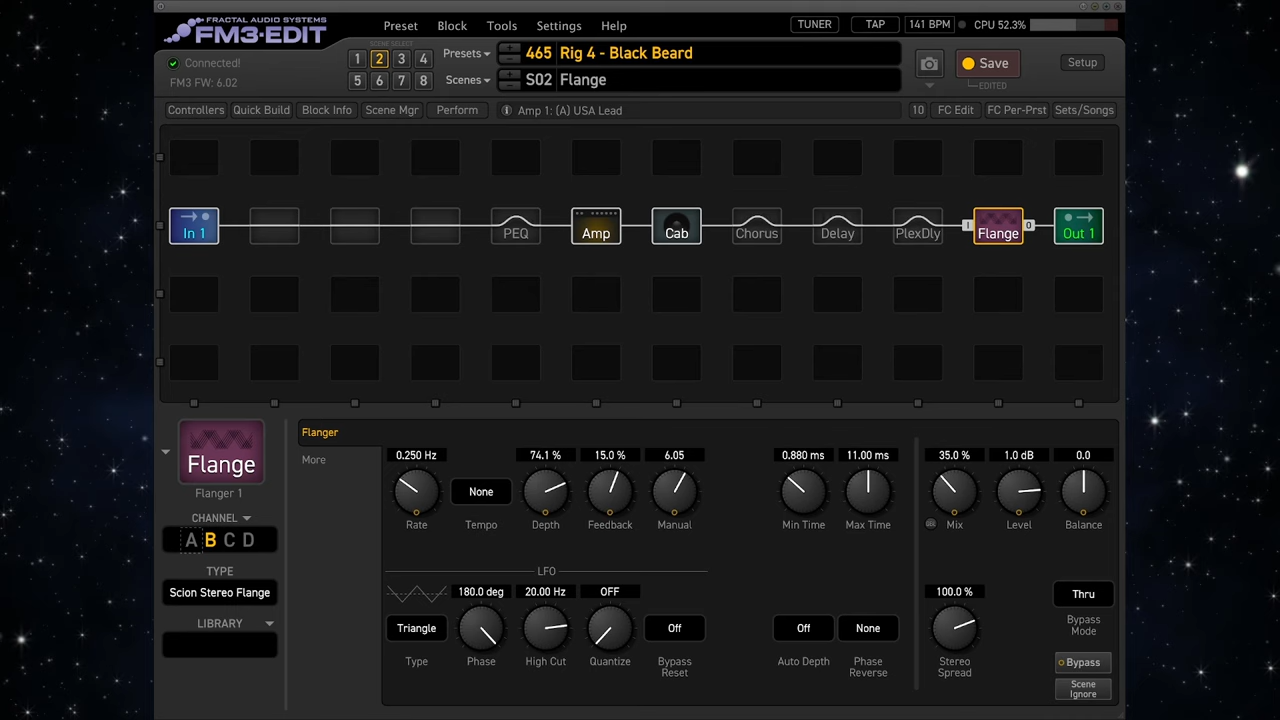 FRACTAL AUDIO SYSTEMS
FM3-EDIT
Preset Block Tools Settings Help
TUNER TAP 141 BPM CPU 52.3%
SCENE SELECT
1 2 3 4
5 6 7 8
Presets 465 Rig 4 - Black Beard
Scenes S02 Flange
Save
EDITED
Setup
Connected!
FM3 FW: 6.02
Controllers Quick Build Block Info Scene Mgr Perform Amp 1: (A) USA Lead 10 FC Edit FC Per-Prst Sets/Songs
In 1 PEQ Amp Cab Chorus Delay PlexDly I Flange O Out 1
Flange
Flanger 1
CHANNEL
A B C D
TYPE
Scion Stereo Flange
LIBRARY
Flanger
More
0.250 Hz 74.1 % 15.0 % 6.05 0.880 ms 11.00 ms 35.0 % 1.0 dB 0.0
None
Rate Tempo Depth Feedback Manual Min Time Max Time Mix Level Balance
LFO
180.0 deg 20.00 Hz OFF 100.0 %
Triangle Off Off None Thru
Type Phase High Cut Quantize Bypass Reset Auto Depth Phase Reverse Stereo Spread Bypass Mode
Bypass
Scene Ignore